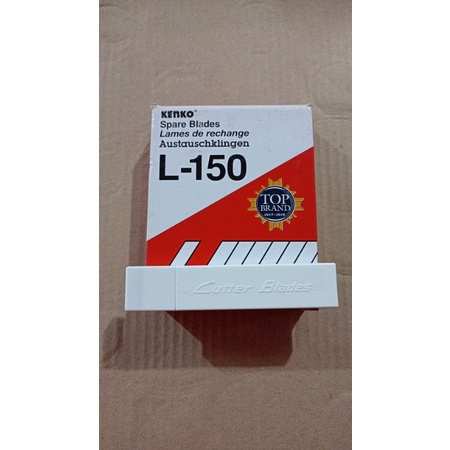 KENKO®
Spare Blades
Lames de rechange
Austauschklingen
L-150
TOP
BRAND
Cutter Blades